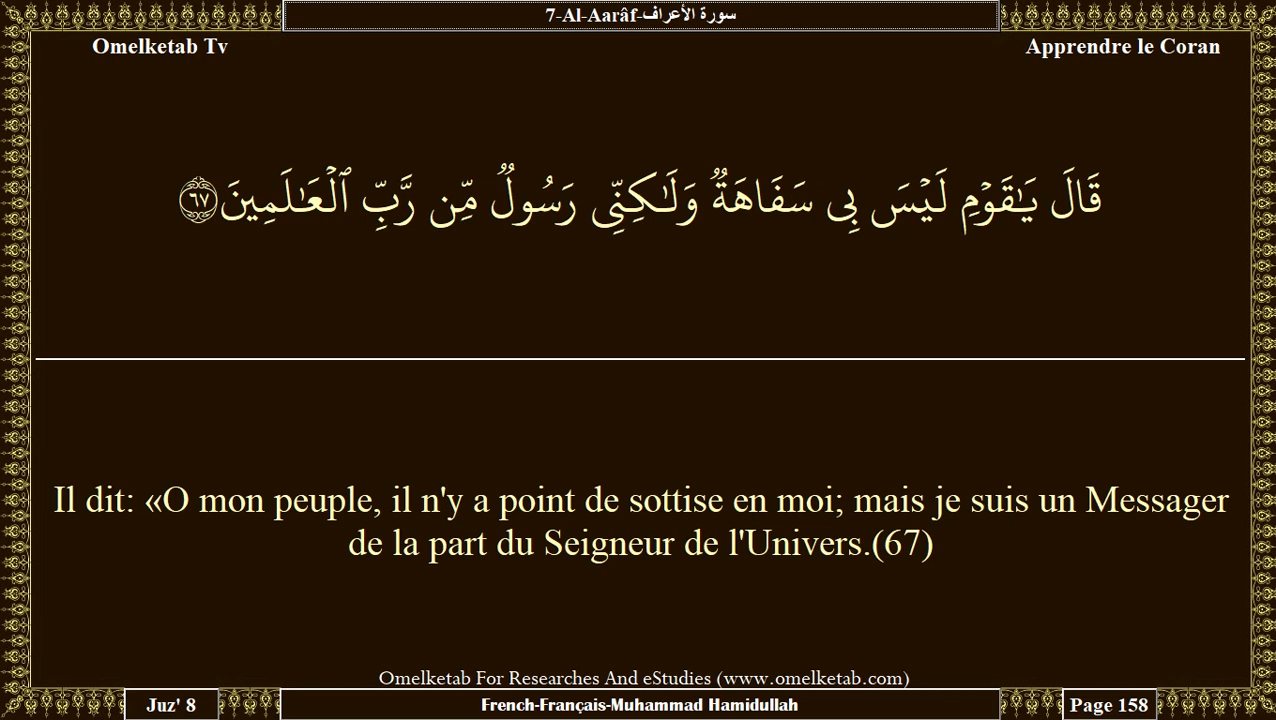 7-Al-Aarâf-سورة الأعراف
Omelketab Tv
Apprendre le Coran
قَالَ يَـٰقَوۡمِ لَيۡسَ بِى سَفَاهَةٌ وَلَـٰكِنِّى رَسُولٌ مِّن رَّبِّ ٱلۡعَـٰلَمِينَ ٦٧
Il dit: «O mon peuple, il n'y a point de sottise en moi; mais je suis un Messager
de la part du Seigneur de l'Univers.(67)
Omelketab For Researches And eStudies (www.omelketab.com)
Juz' 8
French-Français-Muhammad Hamidullah
Page 158